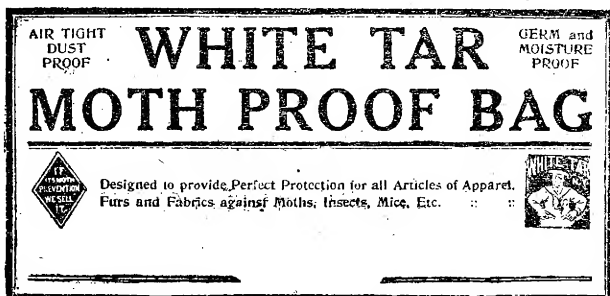 AIR TIGHT
DUST
PROOF
WHITE TAR
GERM and
MOISTURE
PROOF
MOTH PROOF BAG
IF
IT'S MOTH
PREVENTION
WE SELL
IT
Designed to provide Perfect Protection for all Articles of Apparel,
Furs and Fabrics against Moths, Insects, Mice, Etc. :: ::
WHITE TAR